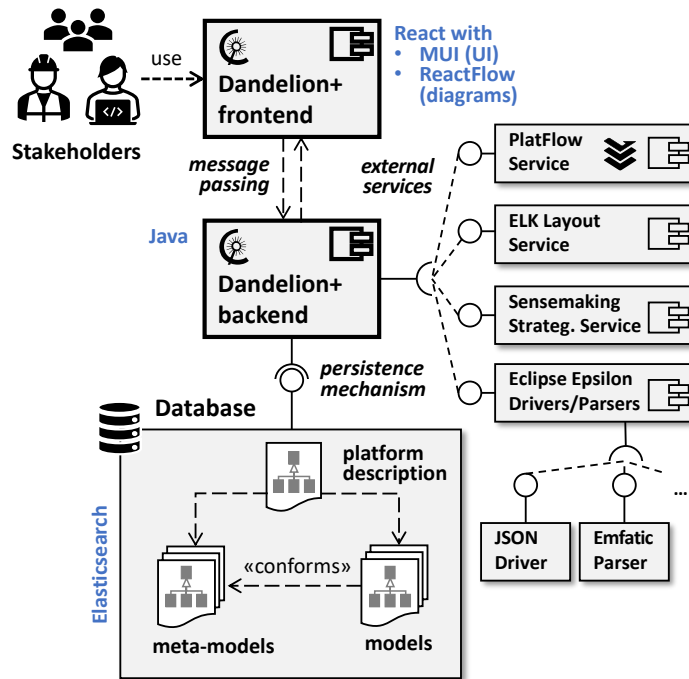 React with
• MUI (UI)
• ReactFlow
(diagrams)
use
Dandelion+
frontend
</>
Stakeholders
message
passing
external
services
PlatFlow
Service
ELK Layout
Service
Sensemaking
Strateg. Service
Eclipse Epsilon
Drivers/Parsers
Java
Dandelion+
backend
persistence
mechanism
Database
platform
description
Elasticsearch
«conforms»
meta-models
models
...
JSON
Driver
Emfatic
Parser